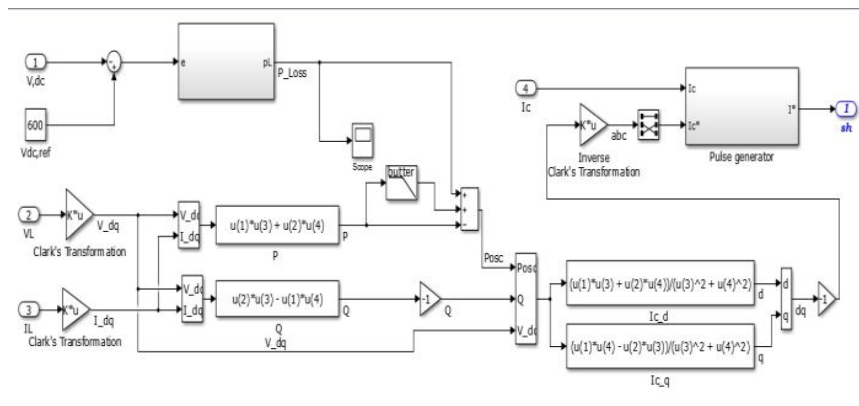 1
V,dc
600
Vdc,ref
e
pL
P_Loss
Scope
butter
2
VL
K*u
V_dq
Clark's Transformation
V_dc
I_dq
u(1)*u(3) + u(2)*u(4)
P
P
3
IL
K*u
I_dq
Clark's Transformation
V_dc
I_dq
u(2)*u(3) - u(1)*u(4)
Q
Q
V_dq
-1
Q
+
+
-
Posc
Posc
Q
V_dc
(u(1)*u(3) + u(2)*u(4))/(u(3)^2 + u(4)^2)
d
Ic_d
(u(1)*u(4) - u(2)*u(3))/(u(3)^2 + u(4)^2)
q
Ic_q
d
q
dq
-1
4
Ic
K*u
abc
Inverse
Clark's Transformation
Ic
Ic*
I*
Pulse generator
1
sh